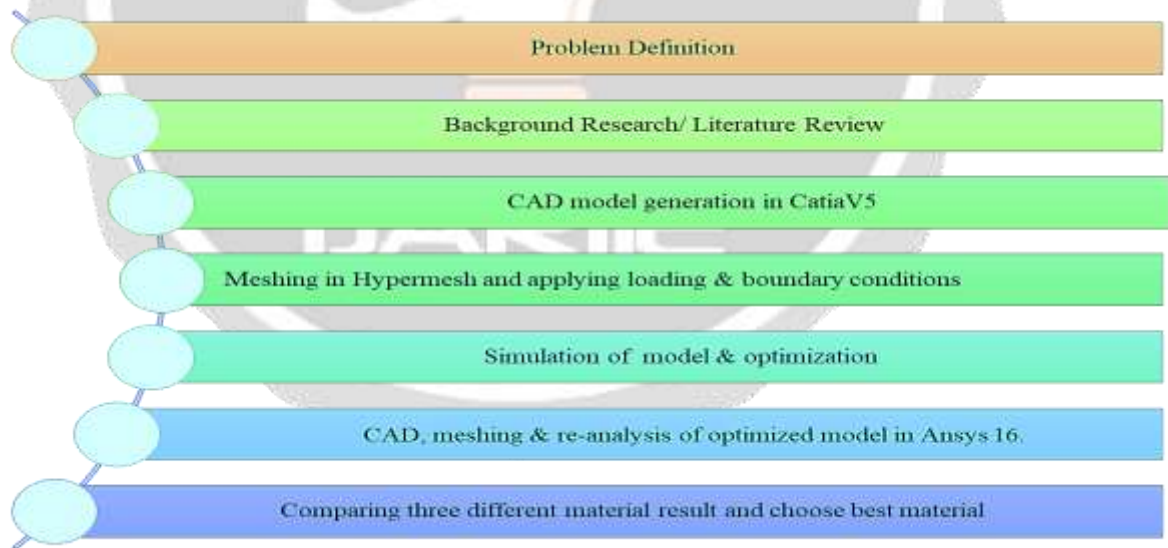 Problem Definition
Background Research/ Literature Review
CAD model generation in CatiaV5
IJARIIE
Meshing in Hypermesh and applying loading & boundary conditions
Simulation of model & optimization
CAD, meshing & re-analysis of optimized model in Ansys 16.
Comparing three different material result and choose best material